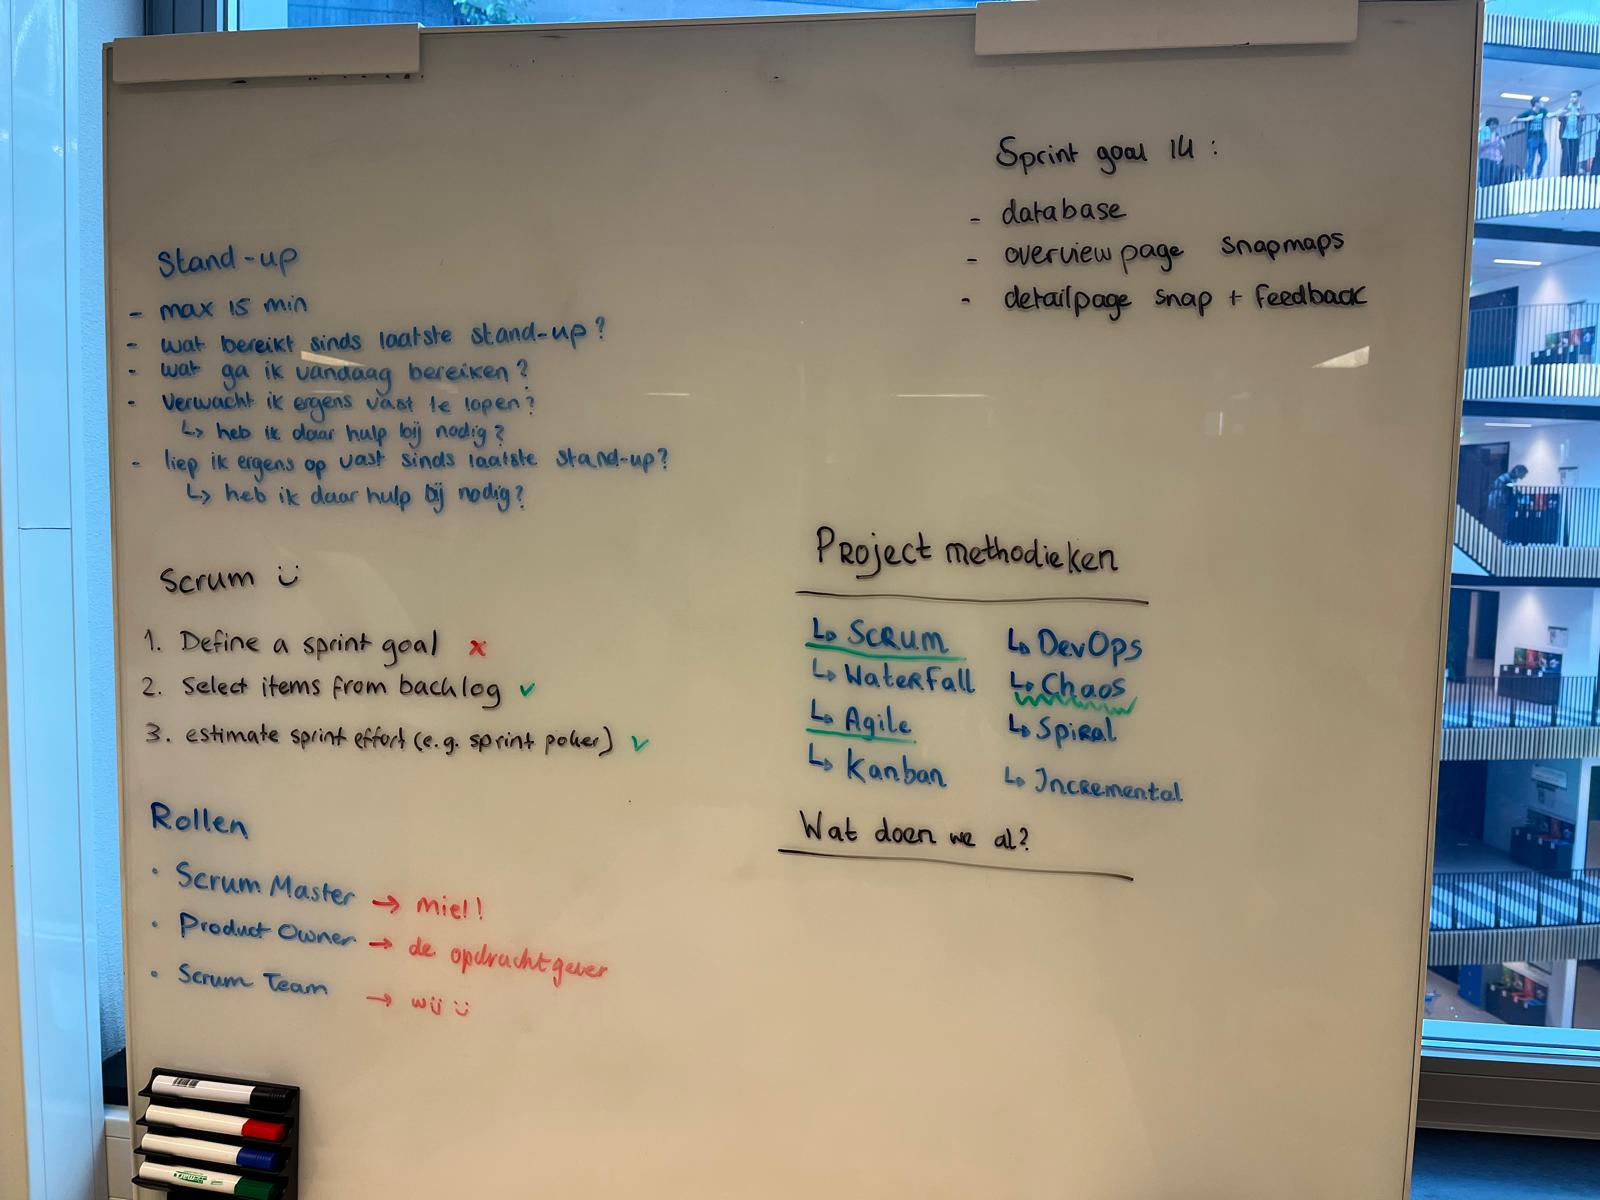 Sprint goal 14 :
- database
- overview page snapmaps
- detailpage snap + feedback
Stand-up
- max 15 min
- wat bereikt sinds laatste stand-up?
- wat ga ik vandaag bereiken?
- Verwacht ik ergens vast te lopen?
↳ heb ik daar hulp bij nodig?
- liep ik ergens op vast sinds laatste stand-up?
↳ heb ik daar hulp bij nodig?
Scrum ü
1. Define a sprint goal x
2. Select items from backlog ✓
3. estimate sprint effort (e.g. sprint poker) ✓
Rollen
• Scrum Master → miel!
• Product Owner → de opdrachtgever
• Scrum Team → wij ü
Project methodieken
↳ Scrum
↳ Waterfall
↳ Agile
↳ Kanban
↳ DevOps
↳ Chaos
↳ Spiral
↳ Incremental
Wat doen we al?